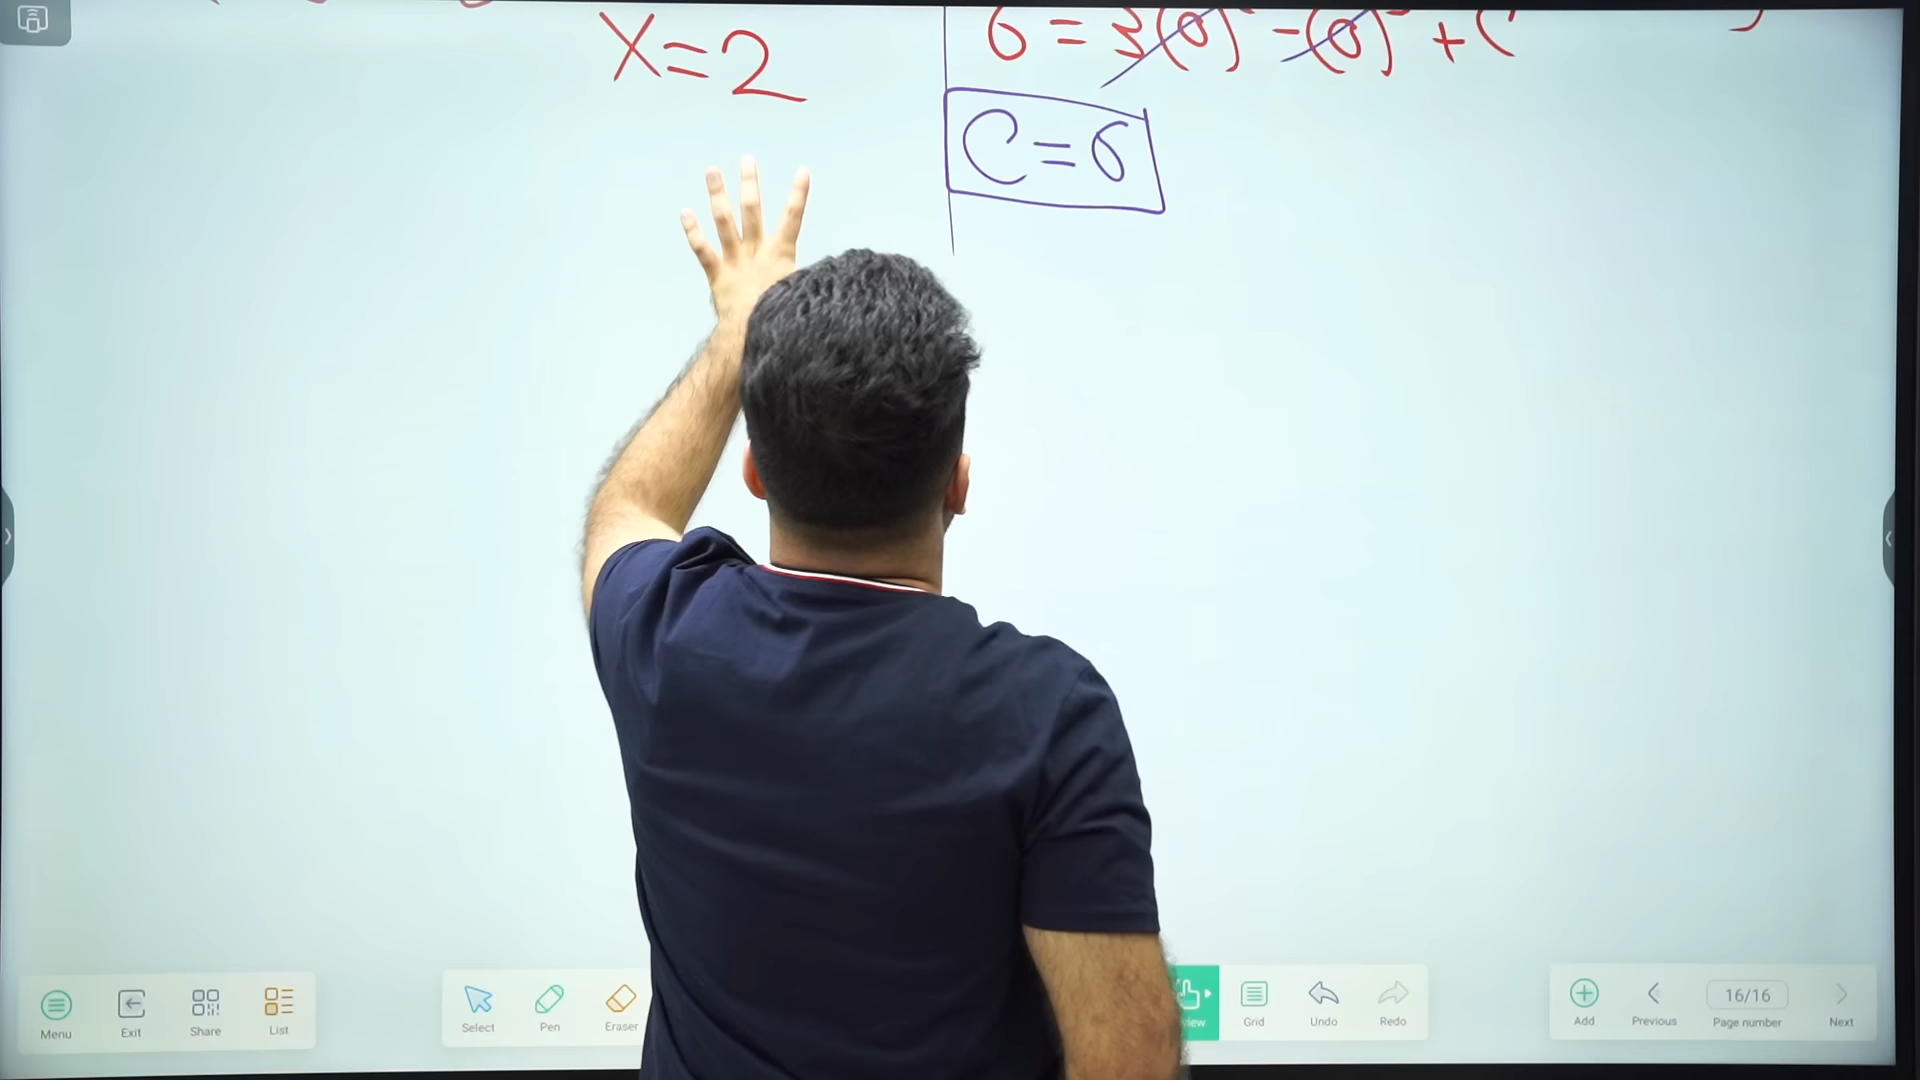 X=2
6 = 3(0) - (0) + C
C=6
Menu
Exit
Share
List
Select
Pen
Eraser
view
Grid
Undo
Redo
Add
Previous
16/16
Page number
Next